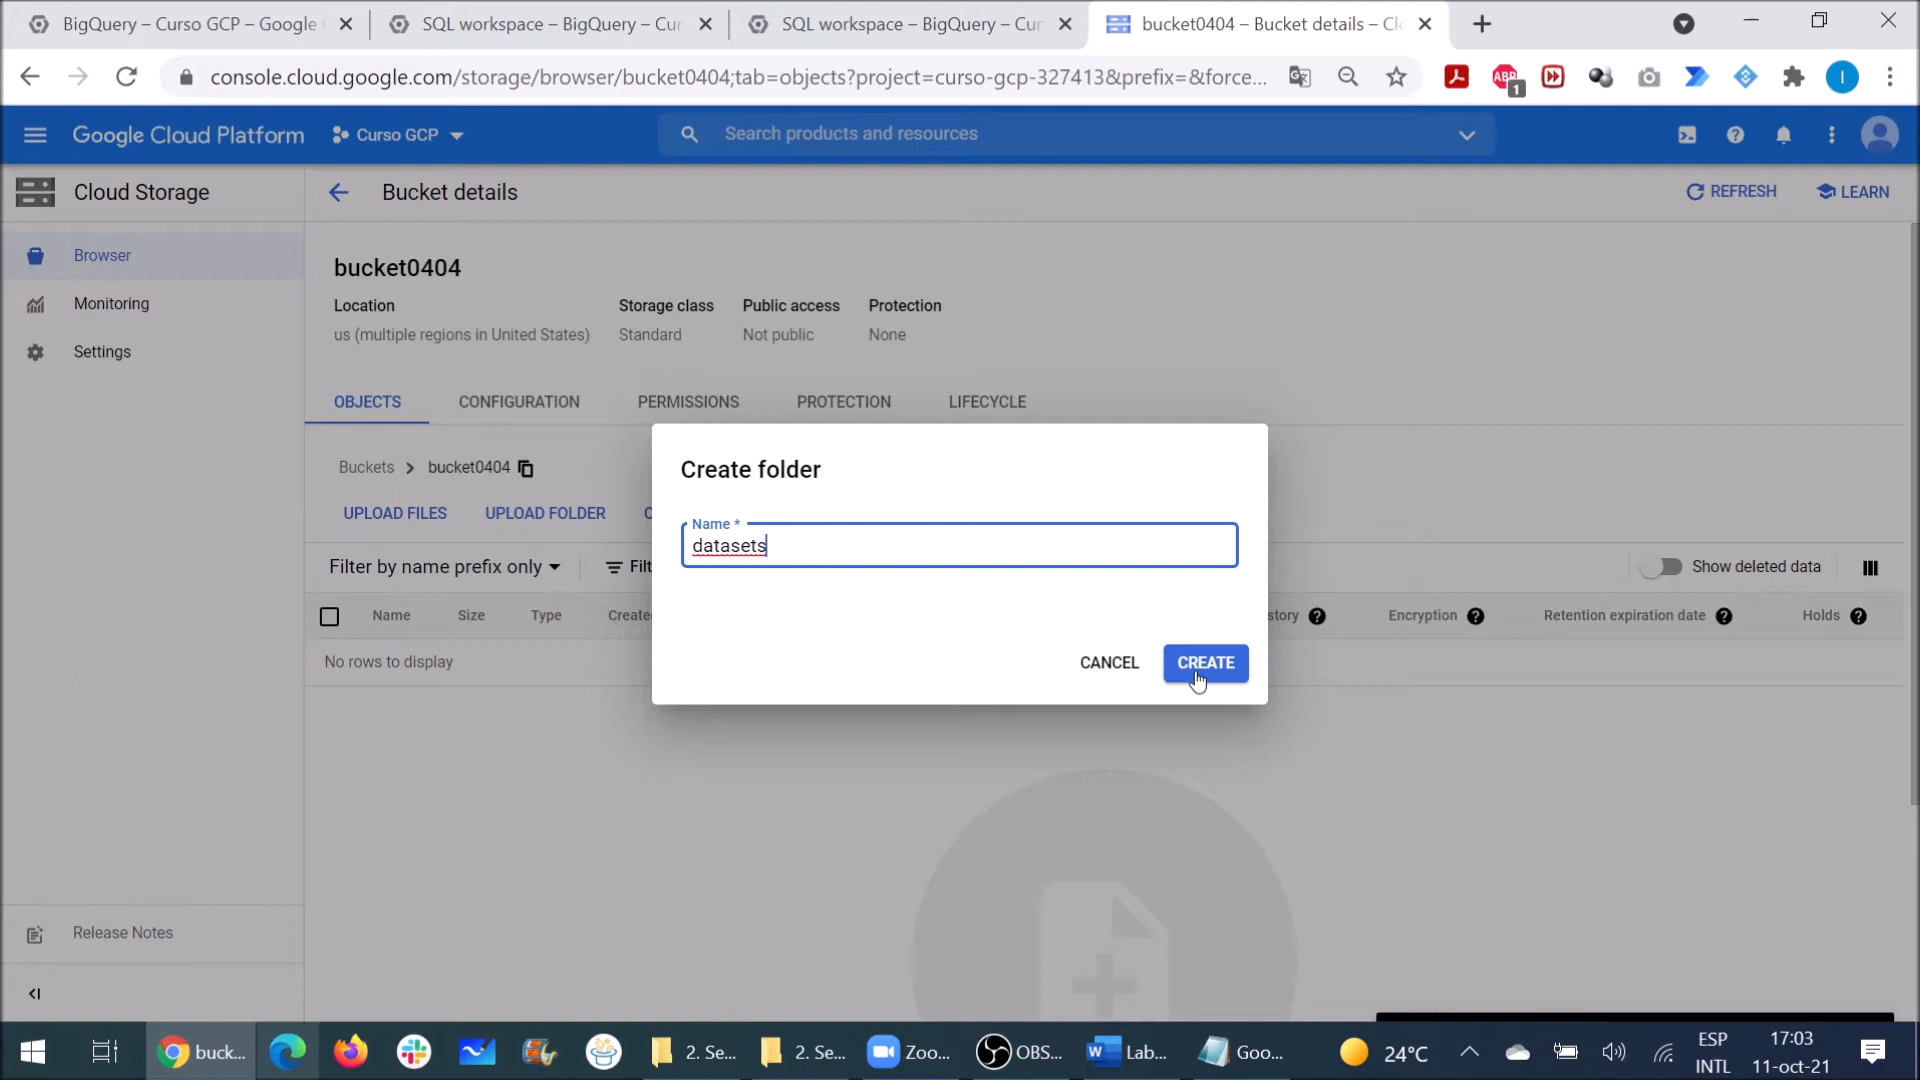 BigQuery – Curso GCP – Google
SQL workspace – BigQuery – Cur
SQL workspace – BigQuery – Cur
bucket0404 – Bucket details – Clo
console.cloud.google.com/storage/browser/bucket0404;tab=objects?project=curso-gcp-327413&prefix=&force...
ABP
1
I
Google Cloud Platform
Curso GCP
Search products and resources
Cloud Storage
Bucket details
REFRESH
LEARN
Browser
Monitoring
Settings
bucket0404
Location
Storage class
Public access
Protection
us (multiple regions in United States)
Standard
Not public
None
OBJECTS
CONFIGURATION
PERMISSIONS
PROTECTION
LIFECYCLE
Buckets
bucket0404
UPLOAD FILES
UPLOAD FOLDER
C
Create folder
Name *
datasets
CANCEL
CREATE
Filter by name prefix only
Filt
Show deleted data
Name
Size
Type
Create
story
Encryption
Retention expiration date
Holds
No rows to display
Release Notes
buck...
2. Se...
2. Se...
Zoo...
OBS...
Lab...
Goo...
24°C
ESP
INTL
17:03
11-oct-21